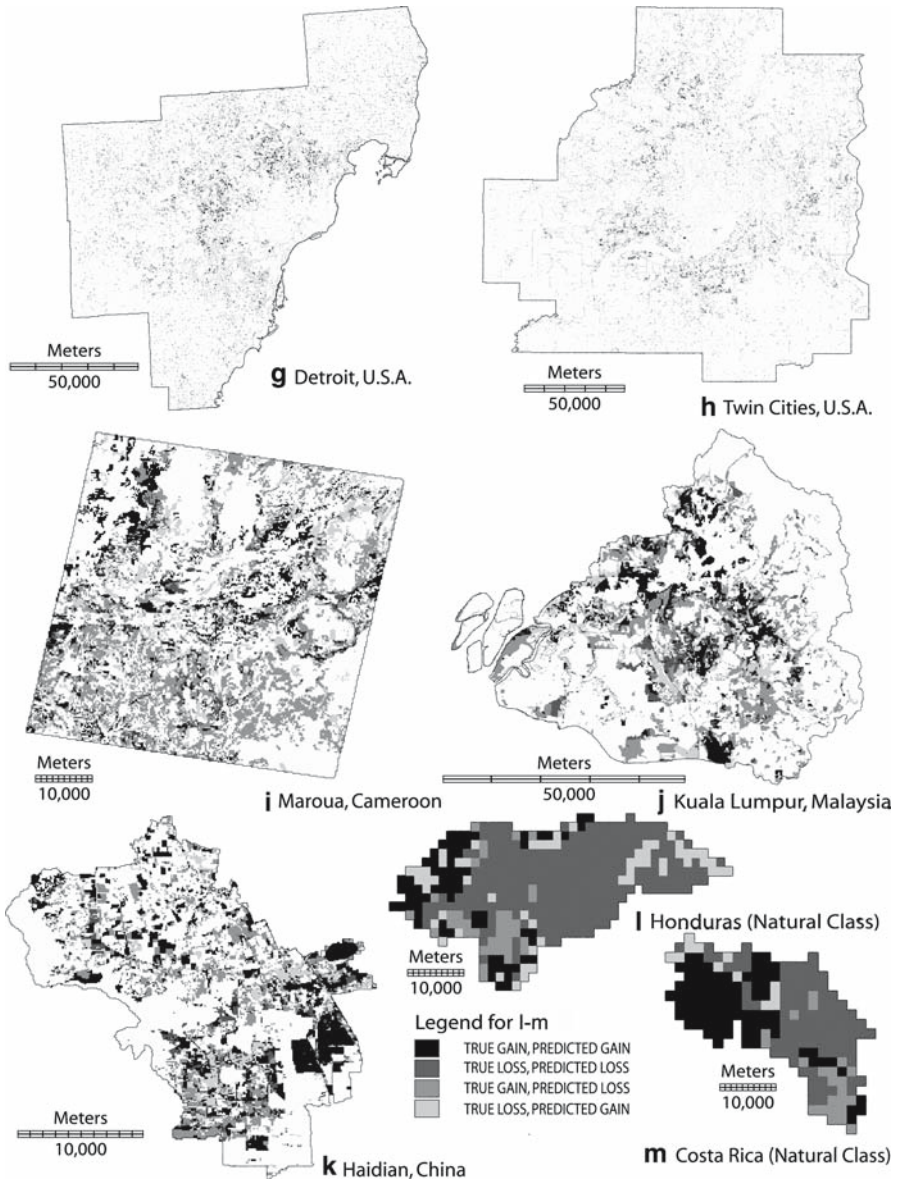 Meters
50,000
g Detroit, U.S.A.
Meters
50,000
h Twin Cities, U.S.A.
Meters
10,000
i Maroua, Cameroon
Meters
50,000
j Kuala Lumpur, Malaysia
Meters
10,000
k Haidian, China
l Honduras (Natural Class)
Meters
10,000
Legend for l-m
TRUE GAIN, PREDICTED GAIN
TRUE LOSS, PREDICTED LOSS
TRUE GAIN, PREDICTED LOSS
TRUE LOSS, PREDICTED GAIN
Meters
10,000
m Costa Rica (Natural Class)